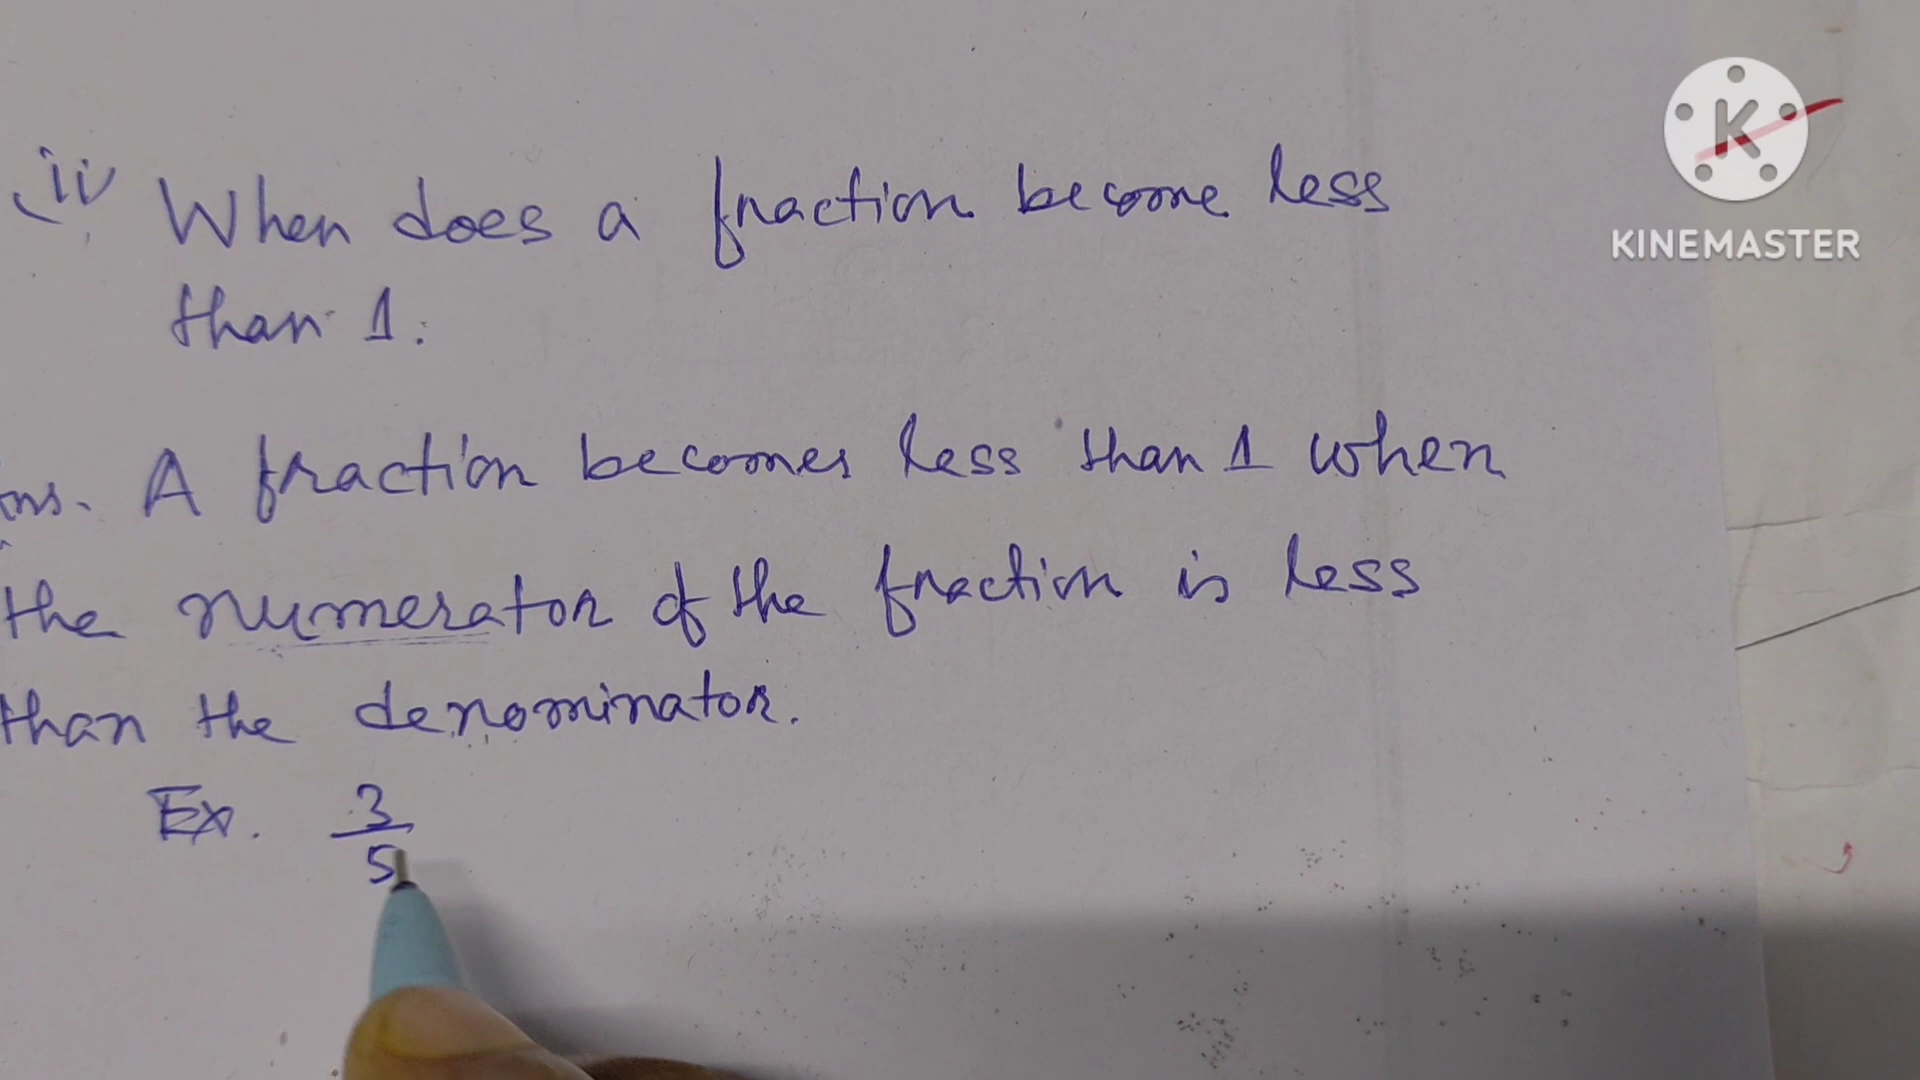 (ii) When does a fraction become less
than 1.
Ans. A fraction becomes less than 1 when
the numerator of the fraction is less
than the denominator.
Ex. 3/5
K
KINEMASTER